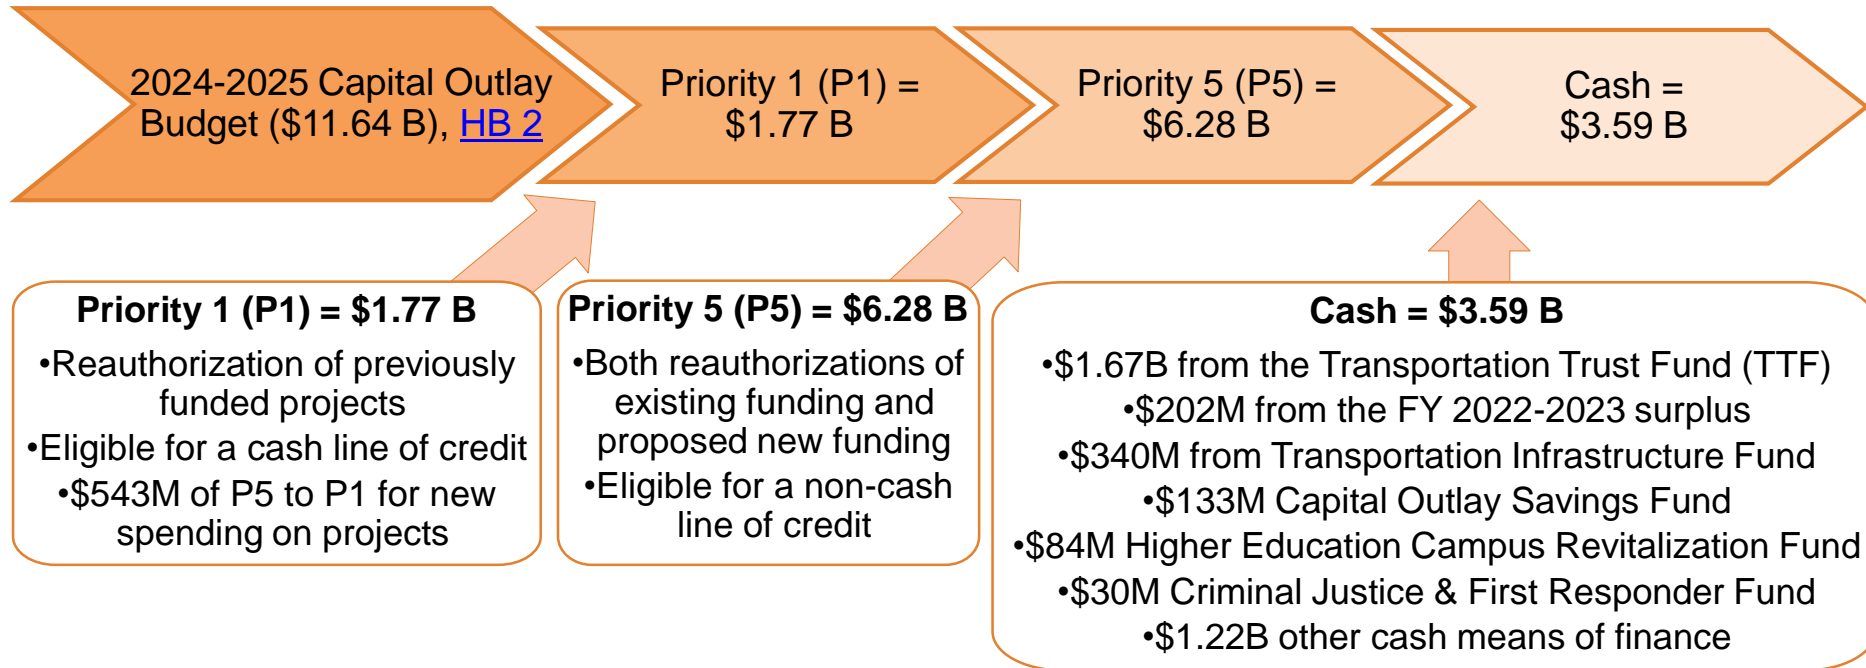 2024-2025 Capital Outlay
Budget ($11.64 B), HB 2
Priority 1 (P1) =
$1.77 B
Priority 5 (P5) =
$6.28 B
Cash =
$3.59 B
Priority 1 (P1) = $1.77 B
•Reauthorization of previously
funded projects
•Eligible for a cash line of credit
•$543M of P5 to P1 for new
spending on projects
Priority 5 (P5) = $6.28 B
•Both reauthorizations of
existing funding and
proposed new funding
•Eligible for a non-cash
line of credit
Cash = $3.59 B
•$1.67B from the Transportation Trust Fund (TTF)
•$202M from the FY 2022-2023 surplus
•$340M from Transportation Infrastructure Fund
•$133M Capital Outlay Savings Fund
•$84M Higher Education Campus Revitalization Fund
•$30M Criminal Justice & First Responder Fund
•$1.22B other cash means of finance